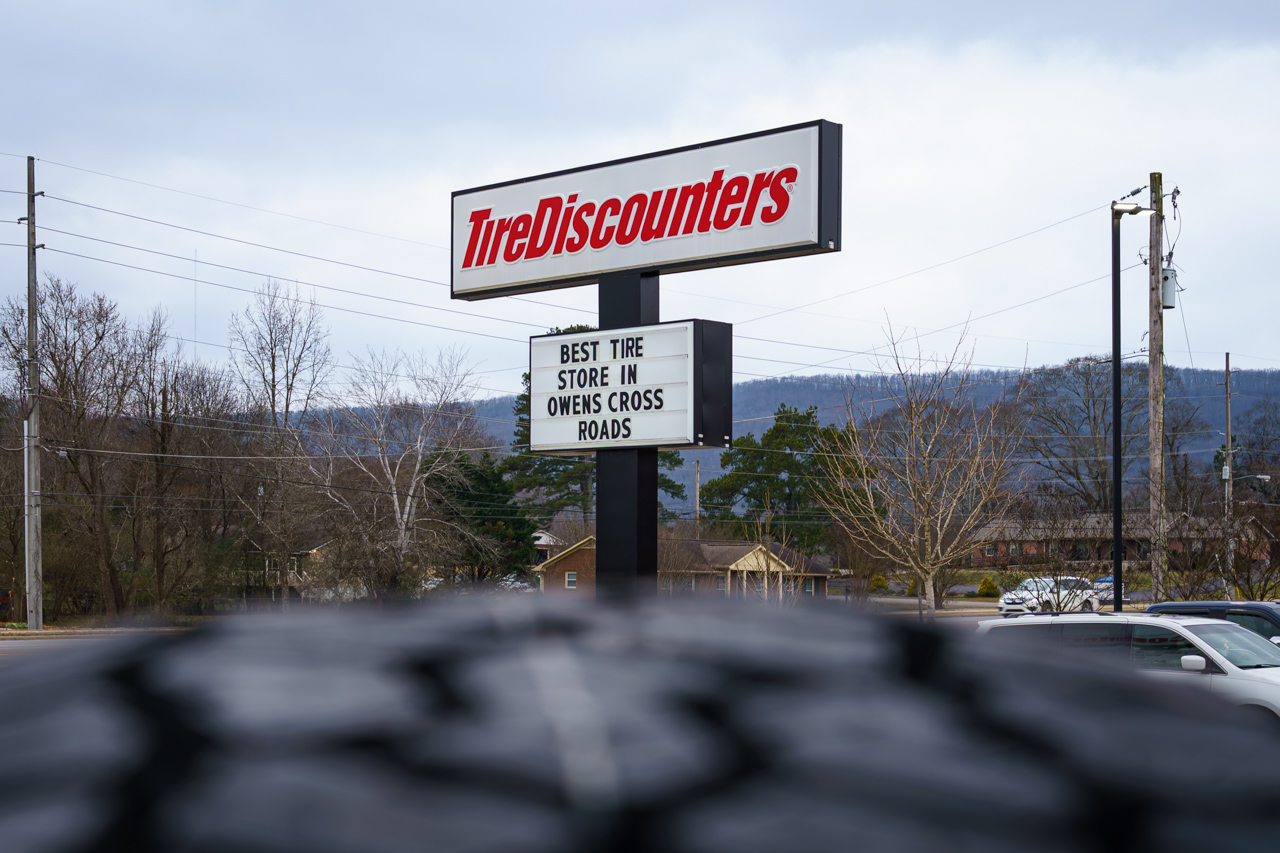 TireDiscounters®
BEST TIRE
STORE IN
OWENS CROSS
ROADS